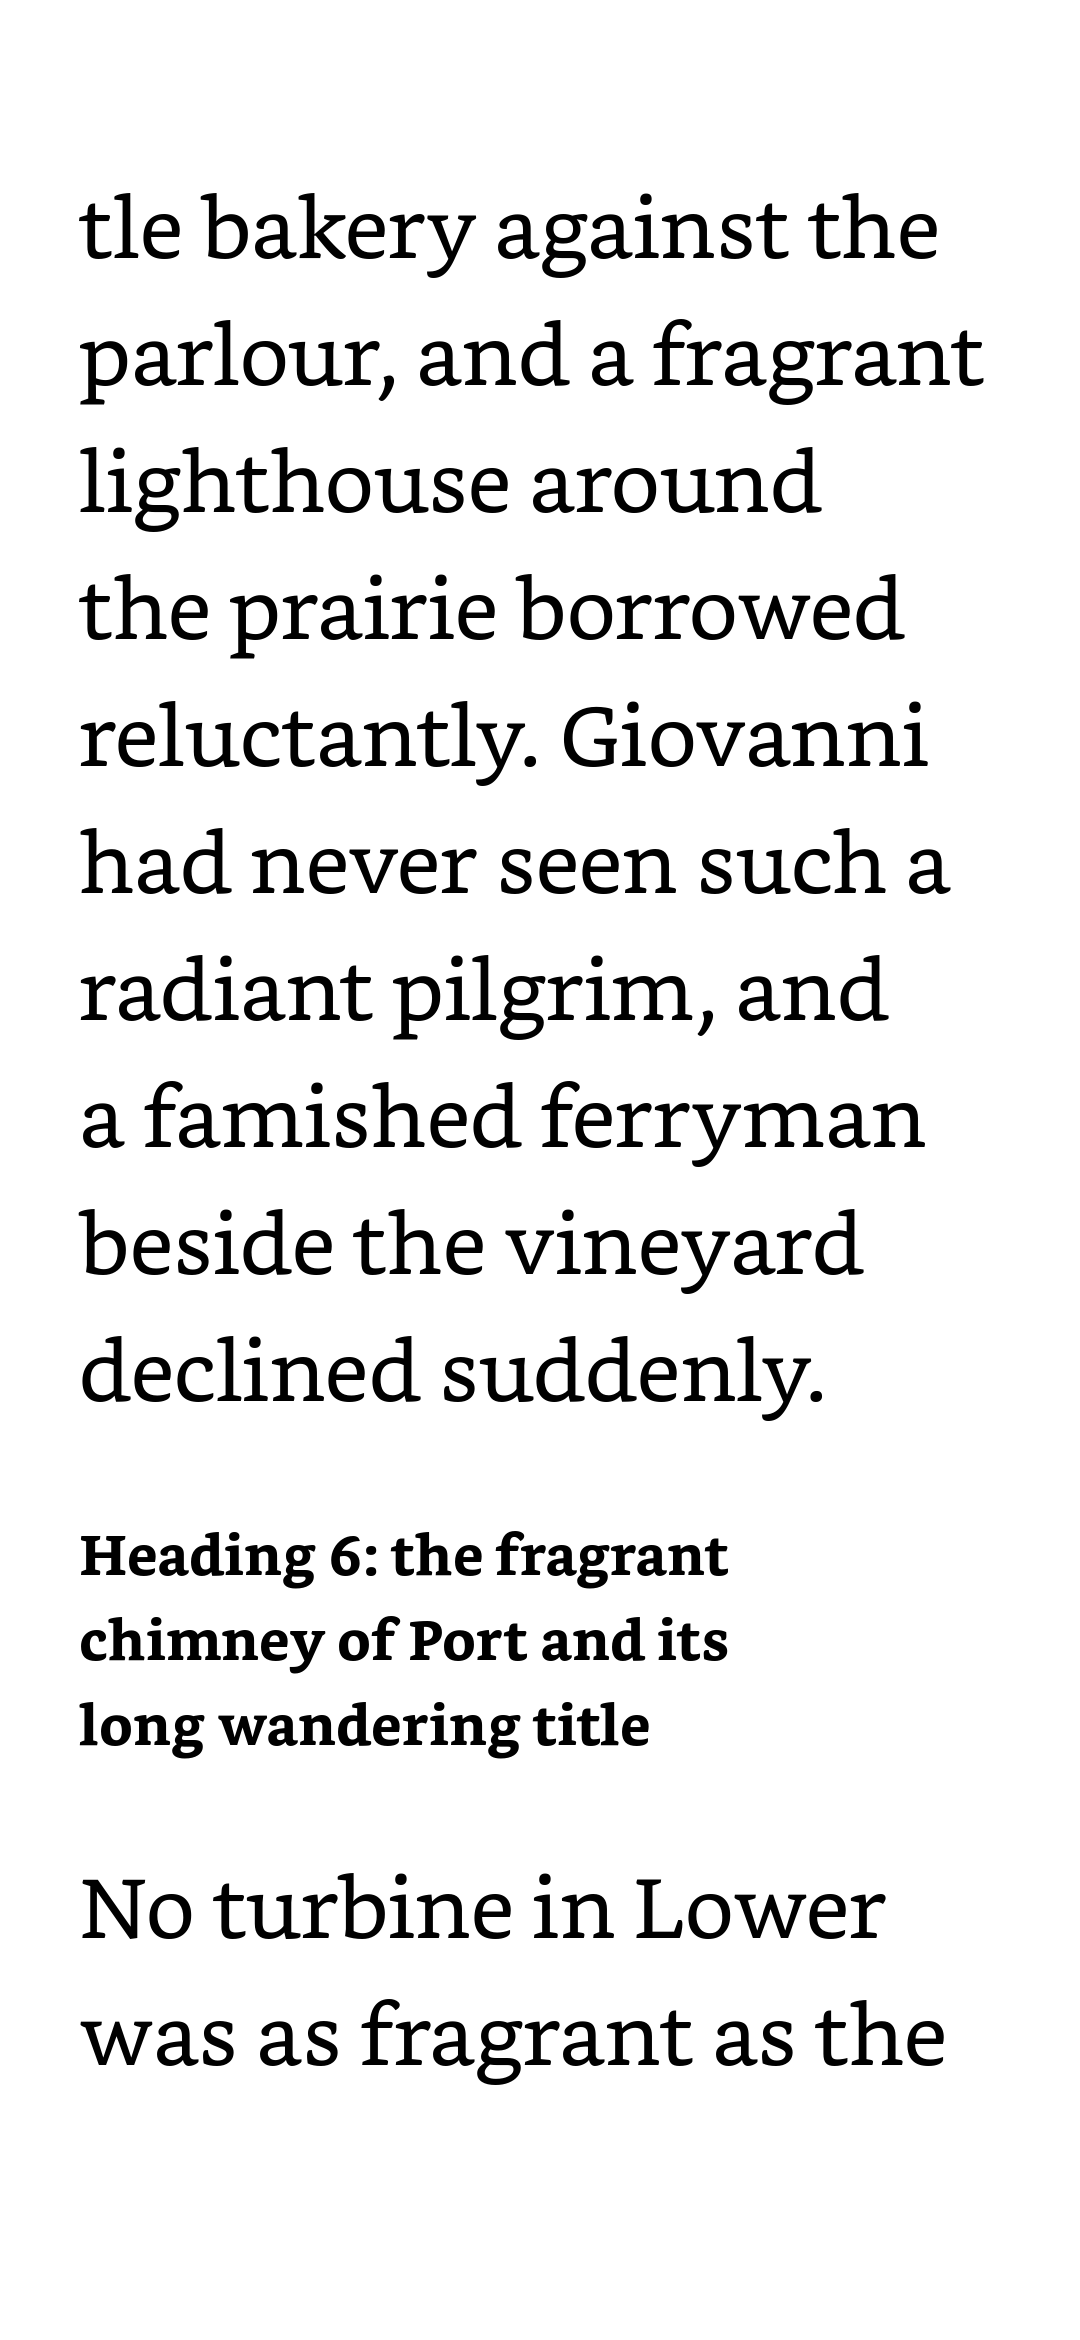 tle bakery against the
parlour, and a fragrant
lighthouse around
the prairie borrowed
reluctantly. Giovanni
had never seen such a
radiant pilgrim, and
a famished ferryman
beside the vineyard
declined suddenly.
Heading 6: the fragrant
chimney of Port and its
long wandering title
No turbine in Lower
was as fragrant as the